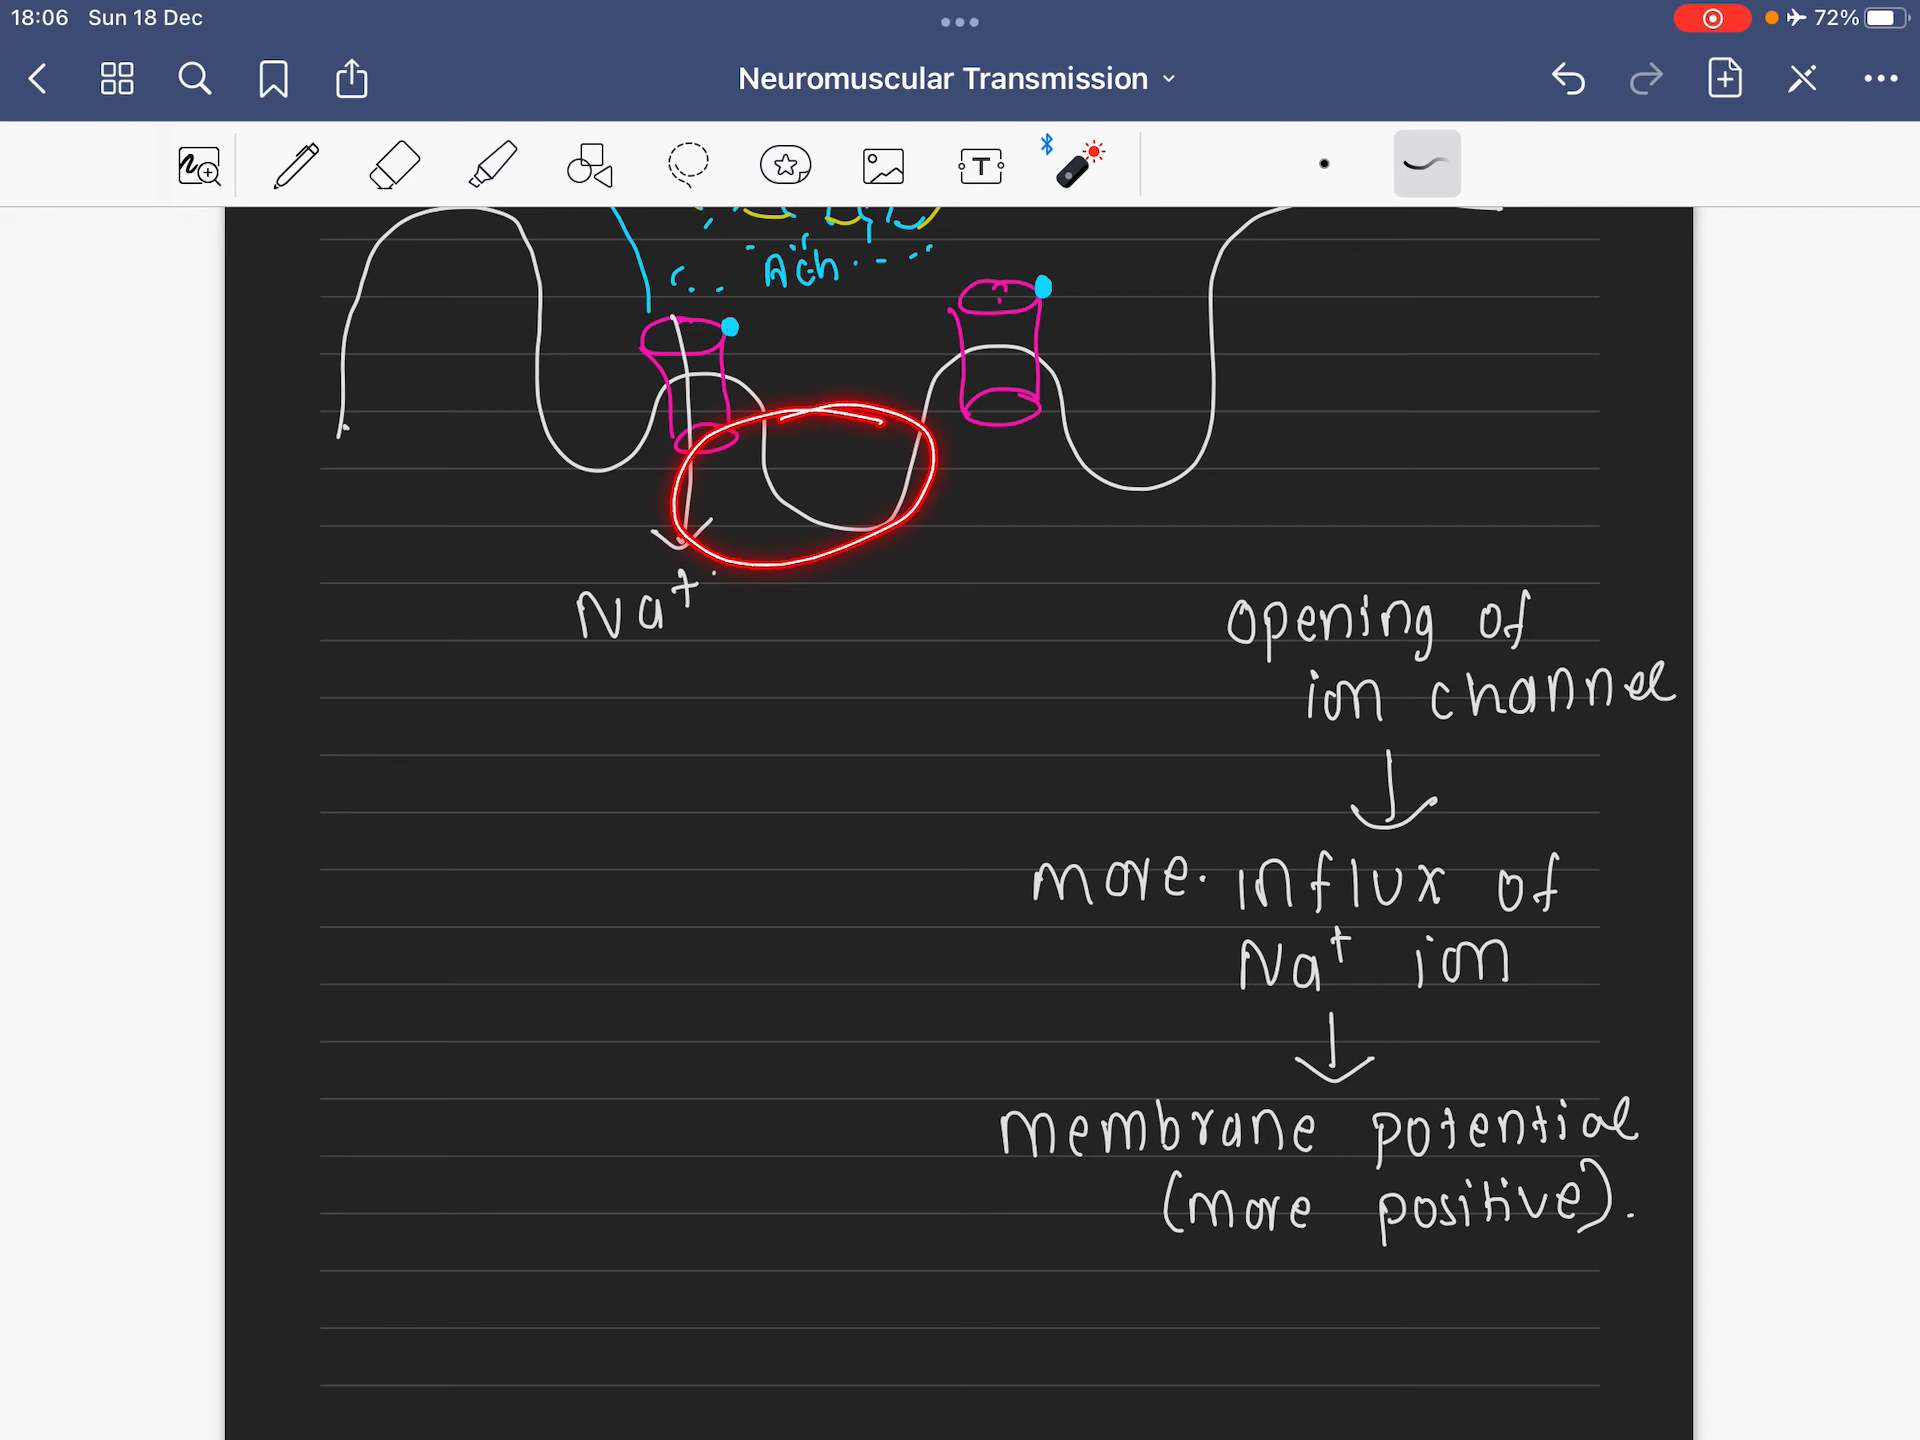 18:06 Sun 18 Dec
72%
Neuromuscular Transmission
T
Ach
Na+
opening of
ion channel
more. influx of
Na+ ion
membrane potential
(more positive).